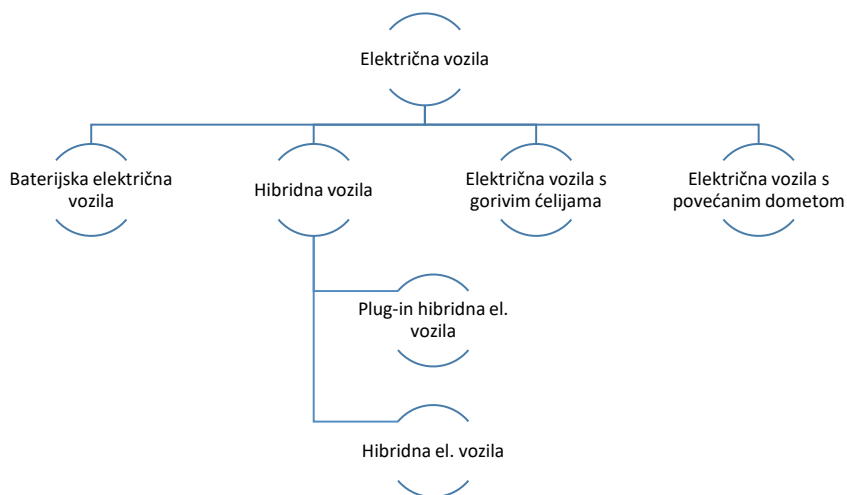 Električna vozila
Baterijska električna
vozila
Hibridna vozila
Električna vozila s
gorivim ćelijama
Električna vozila s
povećanim dometom
Plug-in hibridna el.
vozila
Hibridna el. vozila